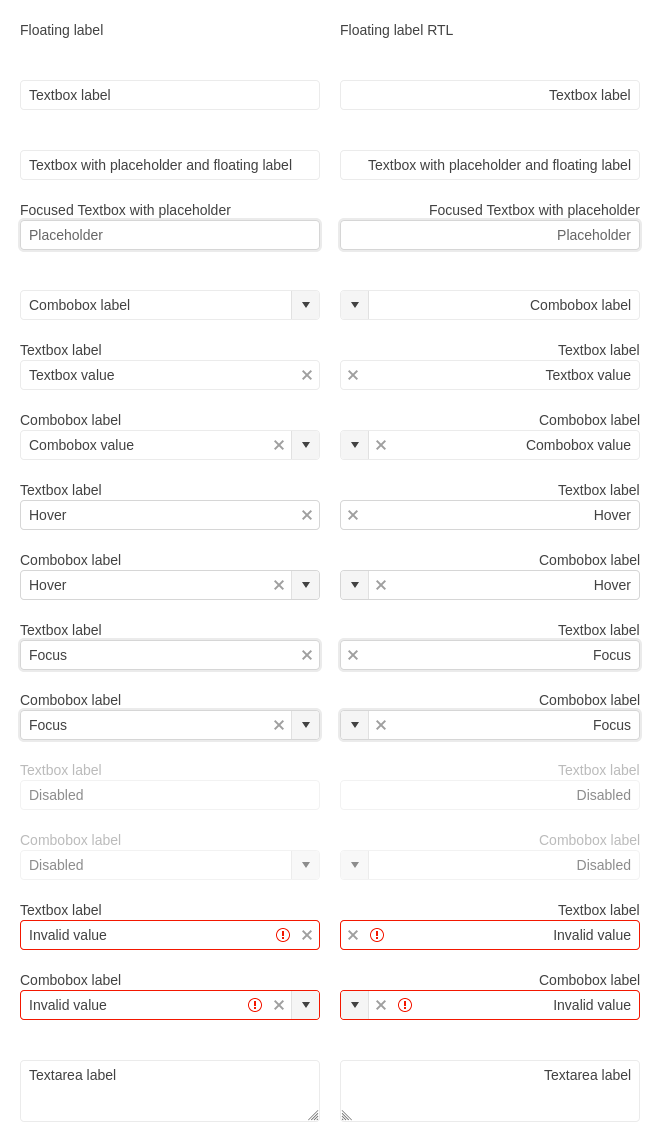 Floating label
Floating label RTL
Textbox label
Textbox label
Textbox with placeholder and floating label
Textbox with placeholder and floating label
Focused Textbox with placeholder
Focused Textbox with placeholder
Placeholder
Placeholder
Combobox label
Combobox label
Textbox label
Textbox label
Textbox value
Textbox value
Combobox label
Combobox label
Combobox value
Combobox value
Textbox label
Textbox label
Hover
Hover
Combobox label
Combobox label
Hover
Hover
Textbox label
Textbox label
Focus
Focus
Combobox label
Combobox label
Focus
Focus
Textbox label
Textbox label
Disabled
Disabled
Combobox label
Combobox label
Disabled
Disabled
Textbox label
Textbox label
Invalid value
Invalid value
Combobox label
Combobox label
Invalid value
Invalid value
Textarea label
Textarea label